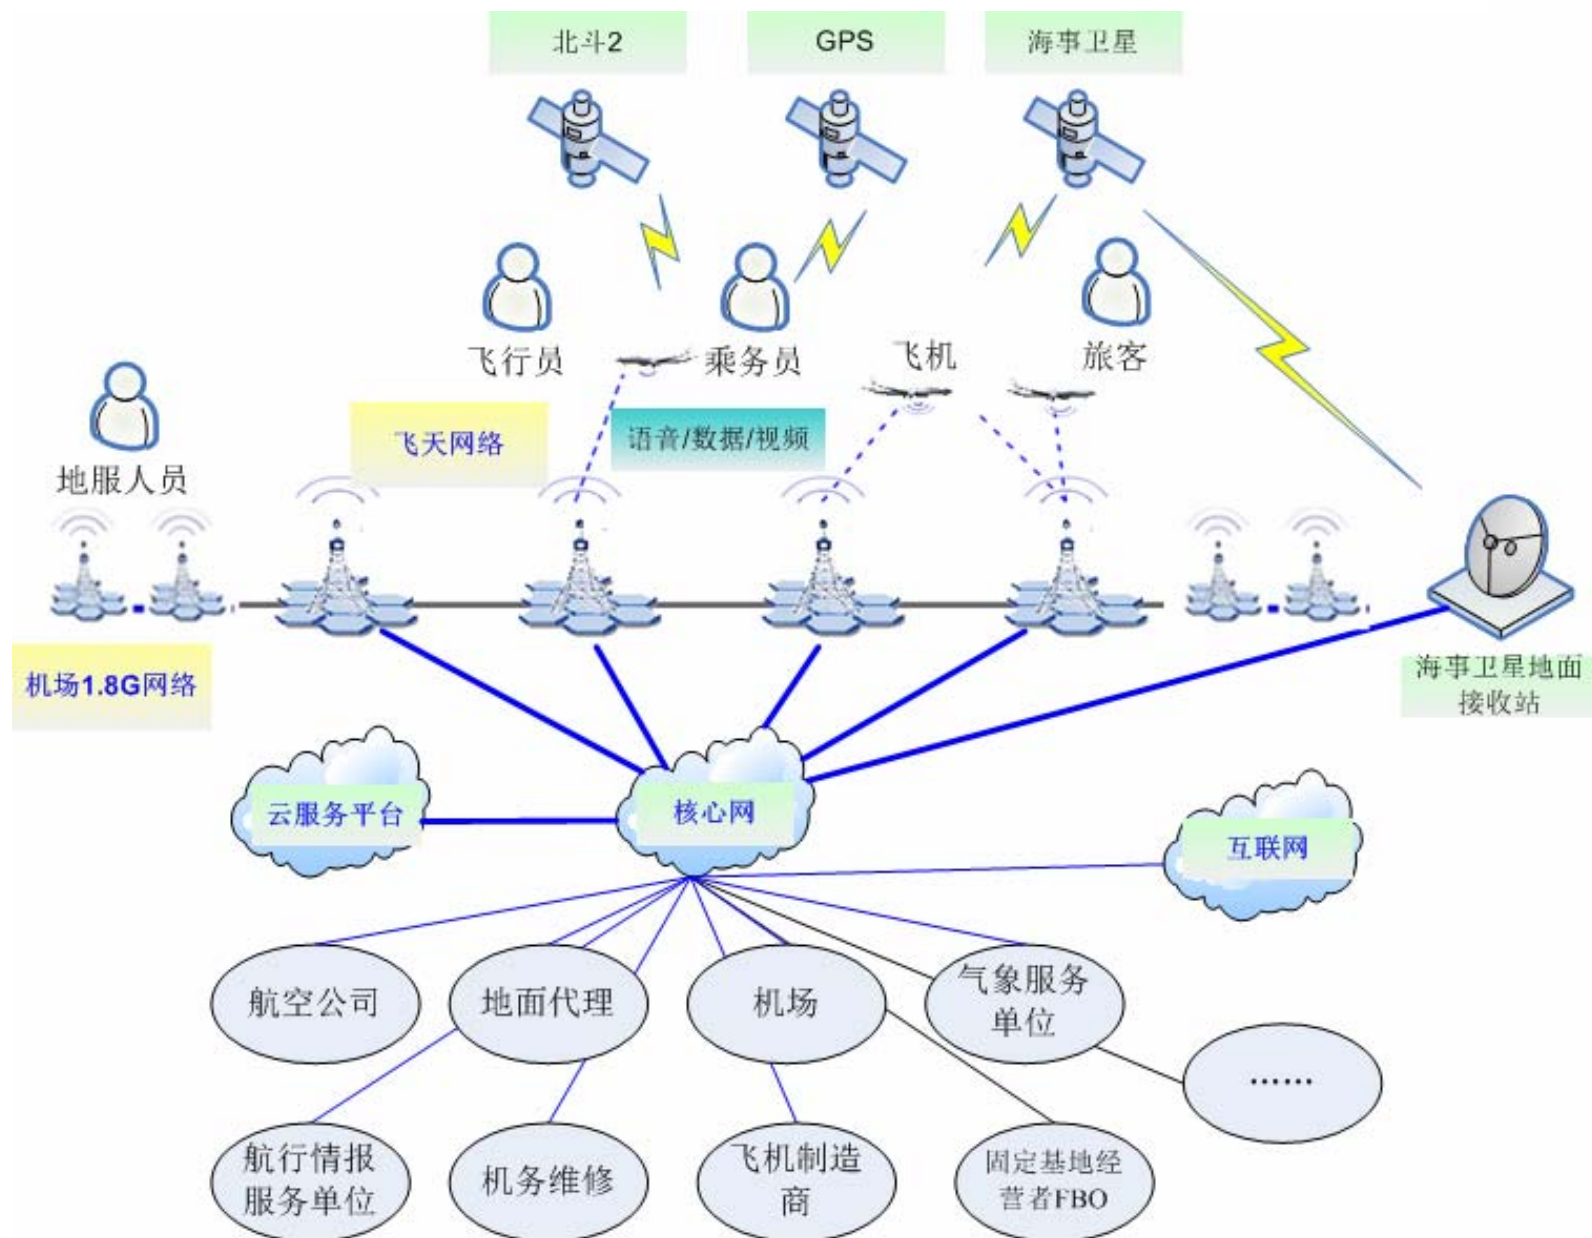 北斗2
GPS
海事卫星
飞行员
乘务员
飞机
旅客
地服人员
飞天网络
语音/数据/视频
机场1.8G网络
海事卫星地面
接收站
云服务平台
核心网
互联网
航空公司
地面代理
机场
气象服务
单位
......
航行情报
服务单位
机务维修
飞机制造
商
固定基地经
营者FBO